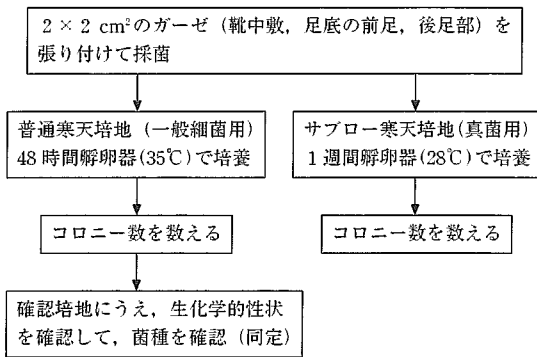 2 × 2 cm²のガーゼ（靴中敷，足底の前足，後足部）を
張り付けて採菌
普通寒天培地（一般細菌用）
48時間孵卵器(35℃)で培養
サブロー寒天培地(真菌用)
1週間孵卵器(28℃)で培養
コロニー数を数える
コロニー数を数える
確認培地にうえ，生化学的性状
を確認して，菌種を確認（同定）